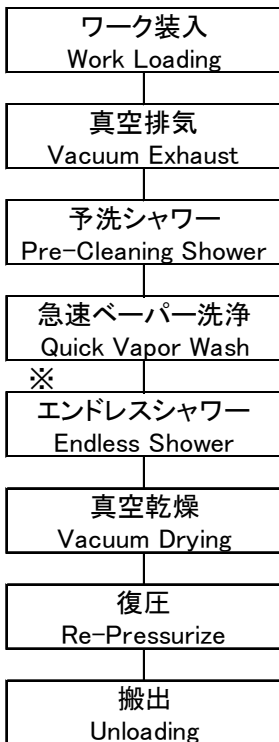 ワーク装入
Work Loading
真空排気
Vacuum Exhaust
予洗シャワー
Pre-Cleaning Shower
急速ベーパー洗浄
Quick Vapor Wash
※
エンドレスシャワー
Endless Shower
真空乾燥
Vacuum Drying
復圧
Re-Pressurize
搬出
Unloading